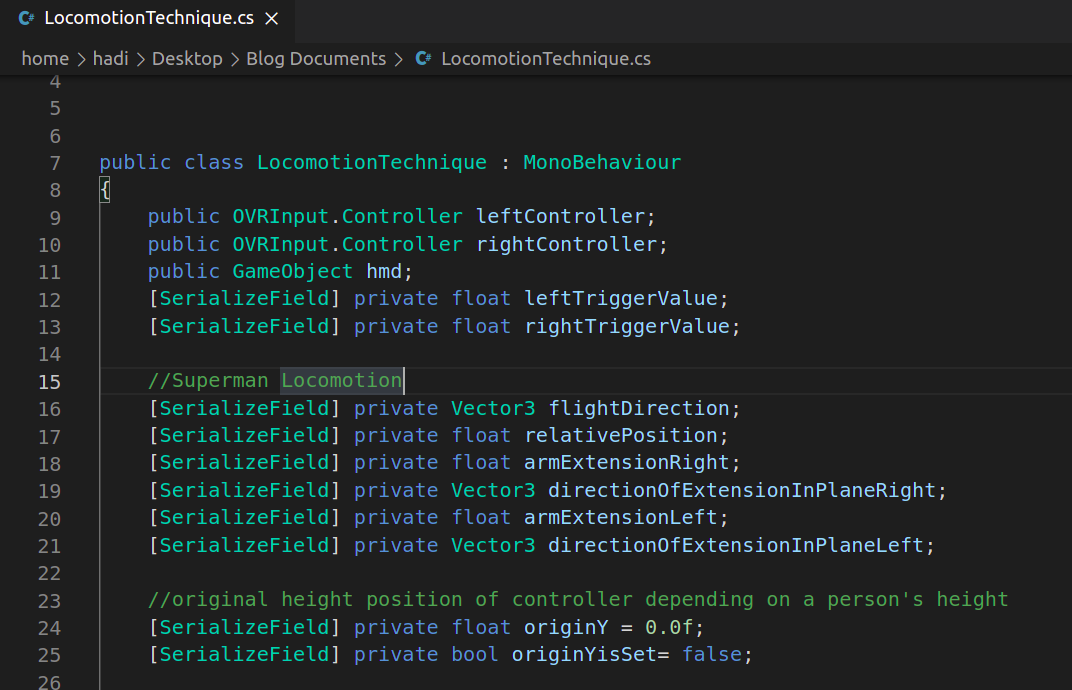 C# LocomotionTechnique.cs ×
home > hadi > Desktop > Blog Documents > C# LocomotionTechnique.cs
4
5
6
7 public class LocomotionTechnique : MonoBehaviour
8 {
9 public OVRInput.Controller leftController;
10 public OVRInput.Controller rightController;
11 public GameObject hmd;
12 [SerializeField] private float leftTriggerValue;
13 [SerializeField] private float rightTriggerValue;
14
15 //Superman Locomotion
16 [SerializeField] private Vector3 flightDirection;
17 [SerializeField] private float relativePosition;
18 [SerializeField] private float armExtensionRight;
19 [SerializeField] private Vector3 directionOfExtensionInPlaneRight;
20 [SerializeField] private float armExtensionLeft;
21 [SerializeField] private Vector3 directionOfExtensionInPlaneLeft;
22
23 //original height position of controller depending on a person's height
24 [SerializeField] private float originY = 0.0f;
25 [SerializeField] private bool originYisSet= false;
26